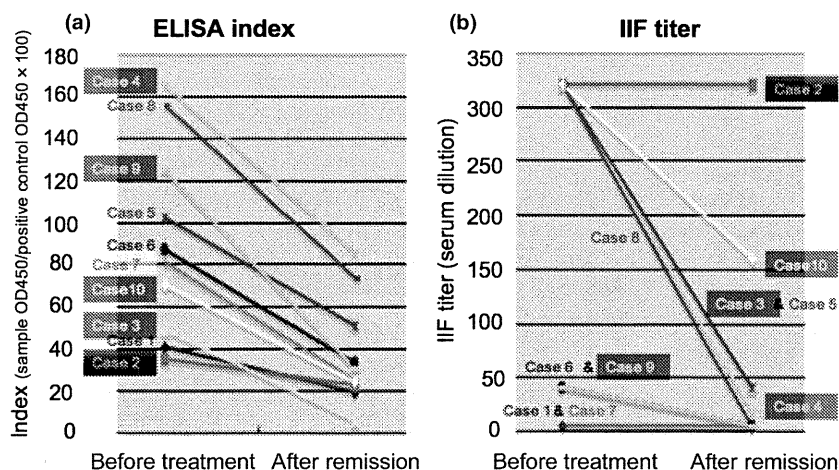 (a)
ELISA index
Index (sample OD450/positive control OD450 × 100)
180
160
140
120
100
80
60
40
20
0
Case 4
Case 8
Case 9
Case 5
Case 6
Case 7
Case10
Case 3
Case 1
Case 2
Before treatment
After remission
(b)
IIF titer
IIF titer (serum dilution)
350
300
250
200
150
100
50
0
Case 2
Case 8
Case10
Case 3 & Case 5
Case 6 & Case 9
Case 4
Case 1 & Case 7
Before treatment
After remission